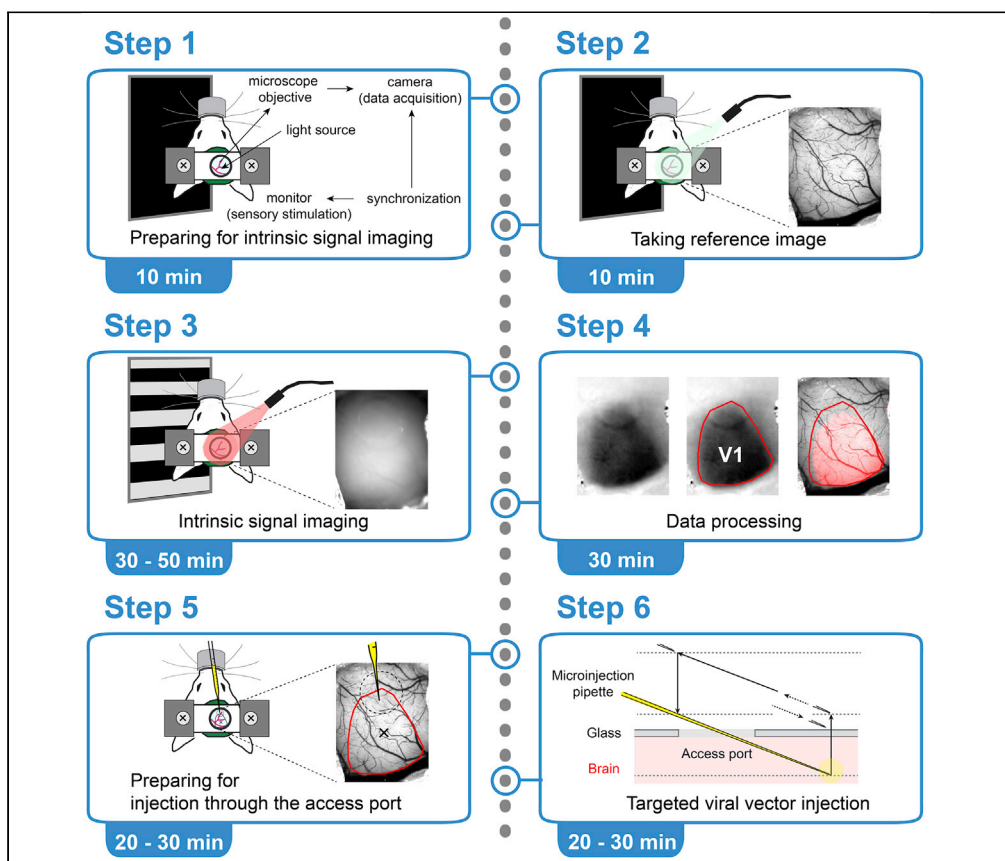 Step 1
microscope
objective
camera
(data acquisition)
light source
monitor
(sensory stimulation)
synchronization
Preparing for intrinsic signal imaging
10 min
Step 2
Taking reference image
10 min
Step 3
Intrinsic signal imaging
30 - 50 min
Step 4
V1
Data processing
30 min
Step 5
Preparing for
injection through the access port
20 - 30 min
Step 6
Microinjection
pipette
Glass
Access port
Brain
Targeted viral vector injection
20 - 30 min